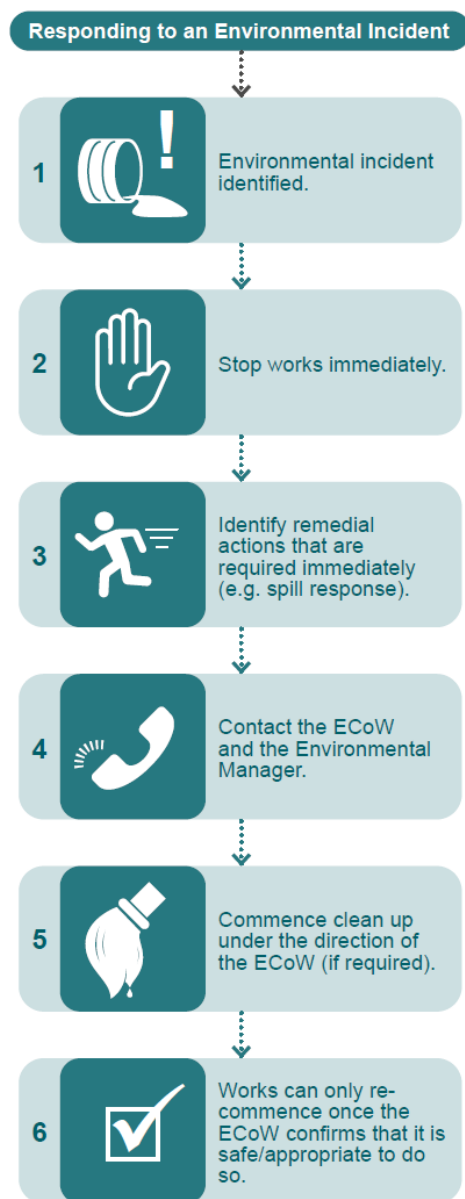 Responding to an Environmental Incident
1
!
Environmental incident
identified.
2
Stop works immediately.
3
Identify remedial
actions that are
required immediately
(e.g. spill response).
4
Contact the ECoW
and the Environmental
Manager.
5
Commence clean up
under the direction of
the ECoW (if required).
6
Works can only re-
commence once the
ECoW confirms that it is
safe/appropriate to do
so.